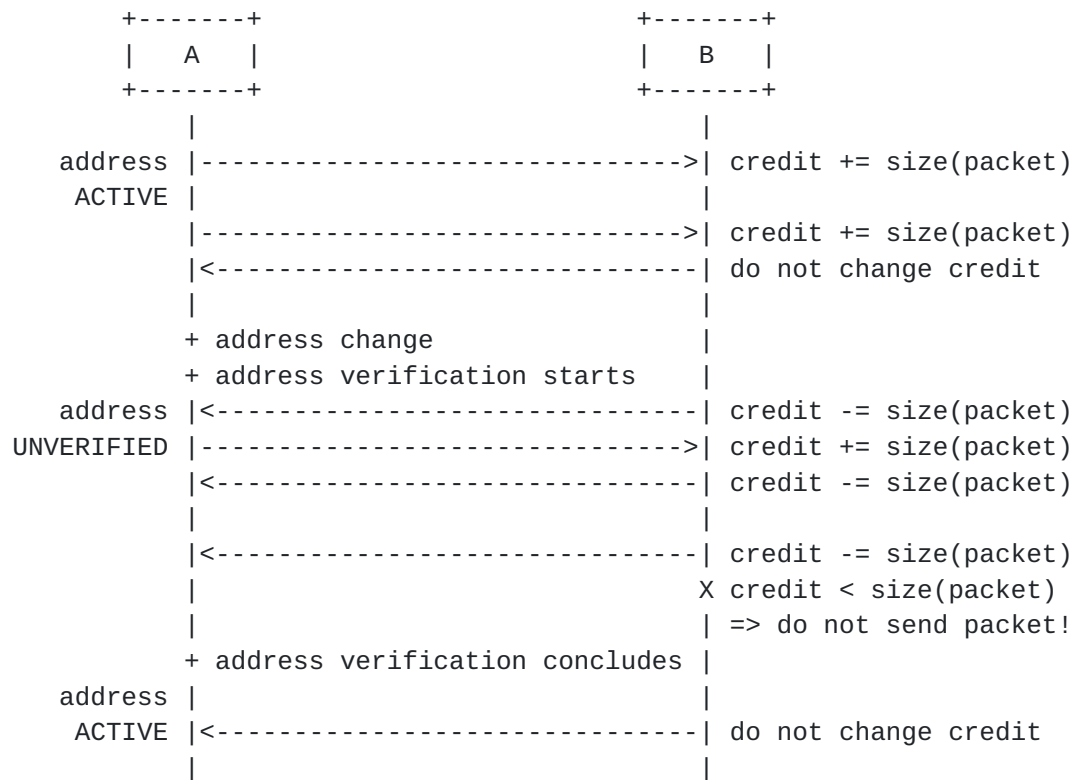 +-------+                        +-------+
|   A   |                        |   B   |
+-------+                        +-------+
|                                |
address |------------------------------->| credit += size(packet)
ACTIVE |                                |
|------------------------------->| credit += size(packet)
|<-------------------------------| do not change credit
|                                |
+ address change                 |
+ address verification starts    |
address |<-------------------------------| credit -= size(packet)
UNVERIFIED |------------------------------->| credit += size(packet)
|<-------------------------------| credit -= size(packet)
|                                |
|<-------------------------------| credit -= size(packet)
|                                X credit < size(packet)
|                                | => do not send packet!
+ address verification concludes |
address |                                |
ACTIVE |<-------------------------------| do not change credit
|                                |